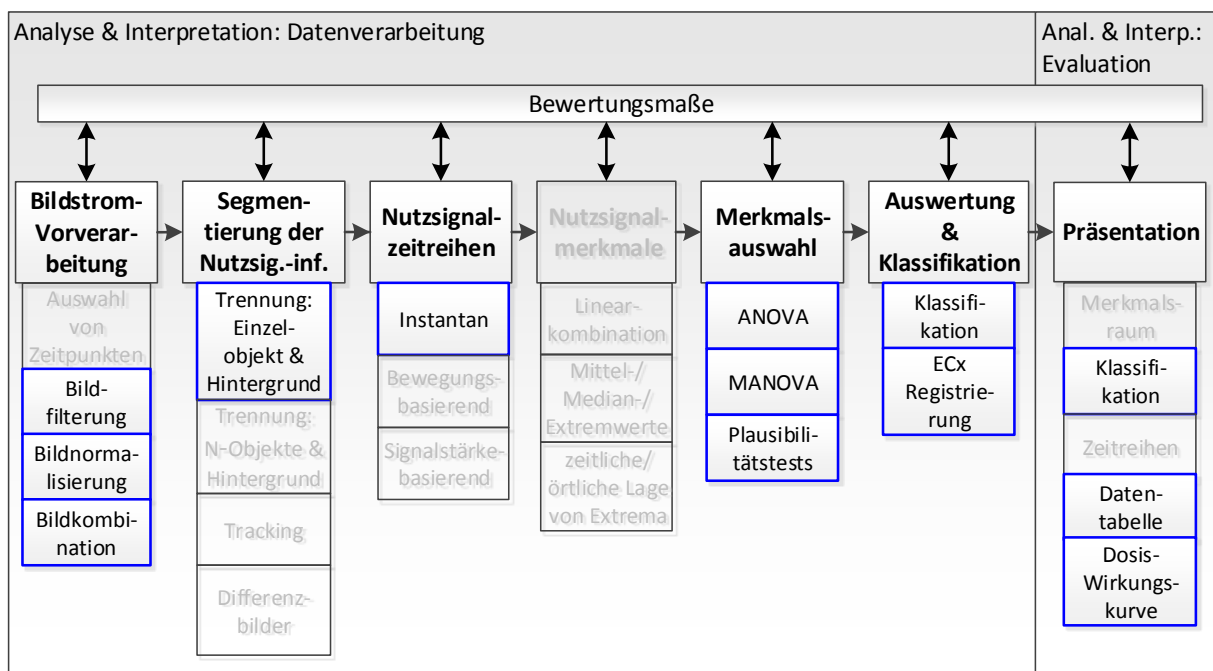 Analyse & Interpretation: Datenverarbeitung
Anal. & Interp.:
Evaluation
Bewertungsmaße
Bildstrom-
Vorverar-
beitung
Auswahl
von
Zeitpunkten
Bild-
filterung
Bildnorma-
lisierung
Bildkombi-
nation
Segmen-
tierung der
Nutzsig.-inf.
Trennung:
Einzel-
objekt &
Hintergrund
Trennung:
N-Objekte &
Hintergrund
Tracking
Differenz-
bilder
Nutzsignal-
zeitreihen
Instantan
Bewegungs-
basierend
Signalstärke-
basierend
Nutzsignal-
merkmale
Linear-
kombination
Mittel-/
Median-/
Extremwerte
zeitliche/
örtliche Lage
von Extrema
Merkmals-
auswahl
ANOVA
MANOVA
Plausibili-
tätstests
Auswertung
&
Klassifikation
Klassifi-
kation
ECx
Registrie-
rung
Präsentation
Merkmals-
raum
Klassifi-
kation
Zeitreihen
Daten-
tabelle
Dosis-
Wirkungs-
kurve